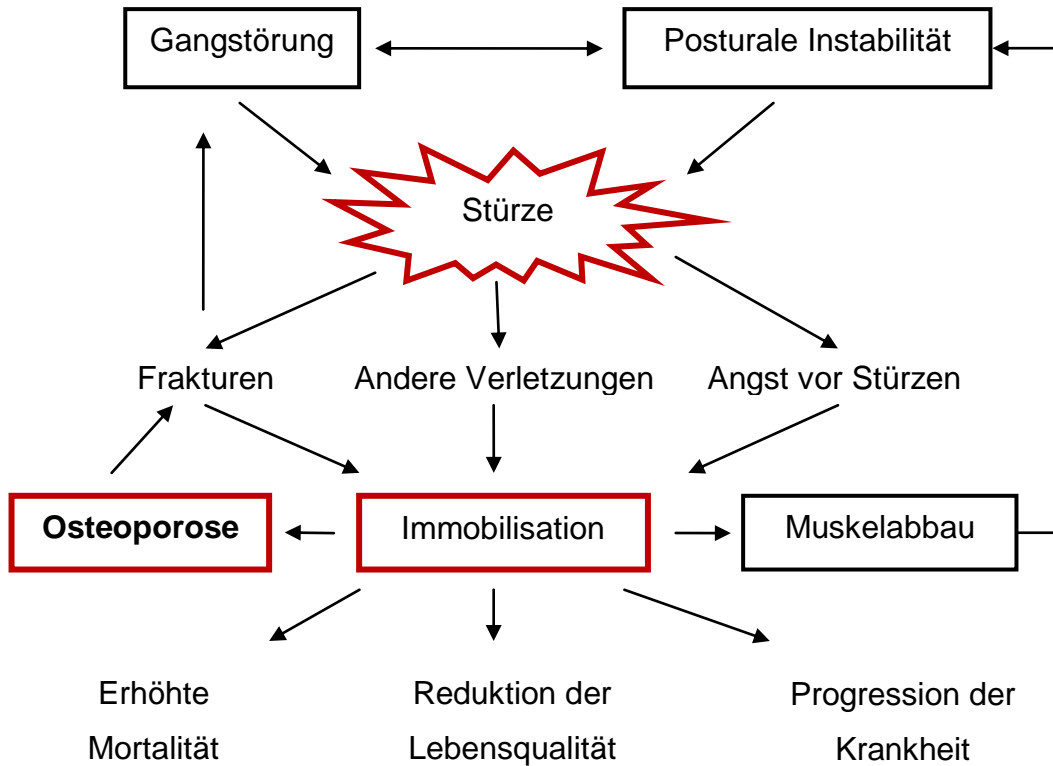 Gangstörung
Posturale Instabilität
Stürze
Frakturen
Andere Verletzungen
Angst vor Stürzen
Osteoporose
Immobilisation
Muskelabbau
Erhöhte
Mortalität
Reduktion der
Lebensqualität
Progression der
Krankheit